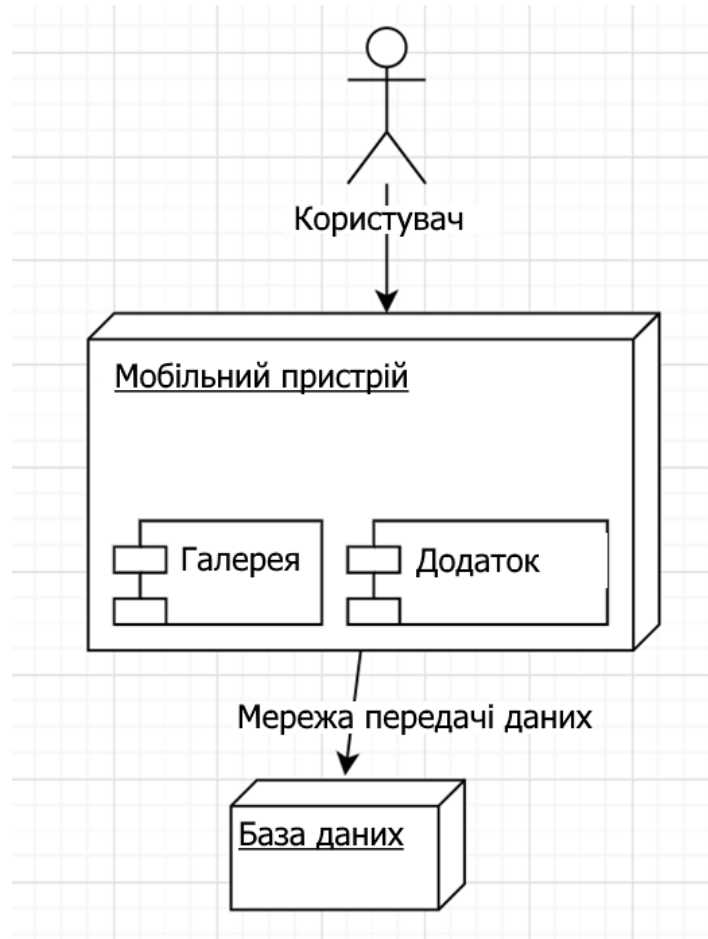 Користувач
Мобільний пристрій
Галерея
Додаток
Мережа передачі даних
База даних